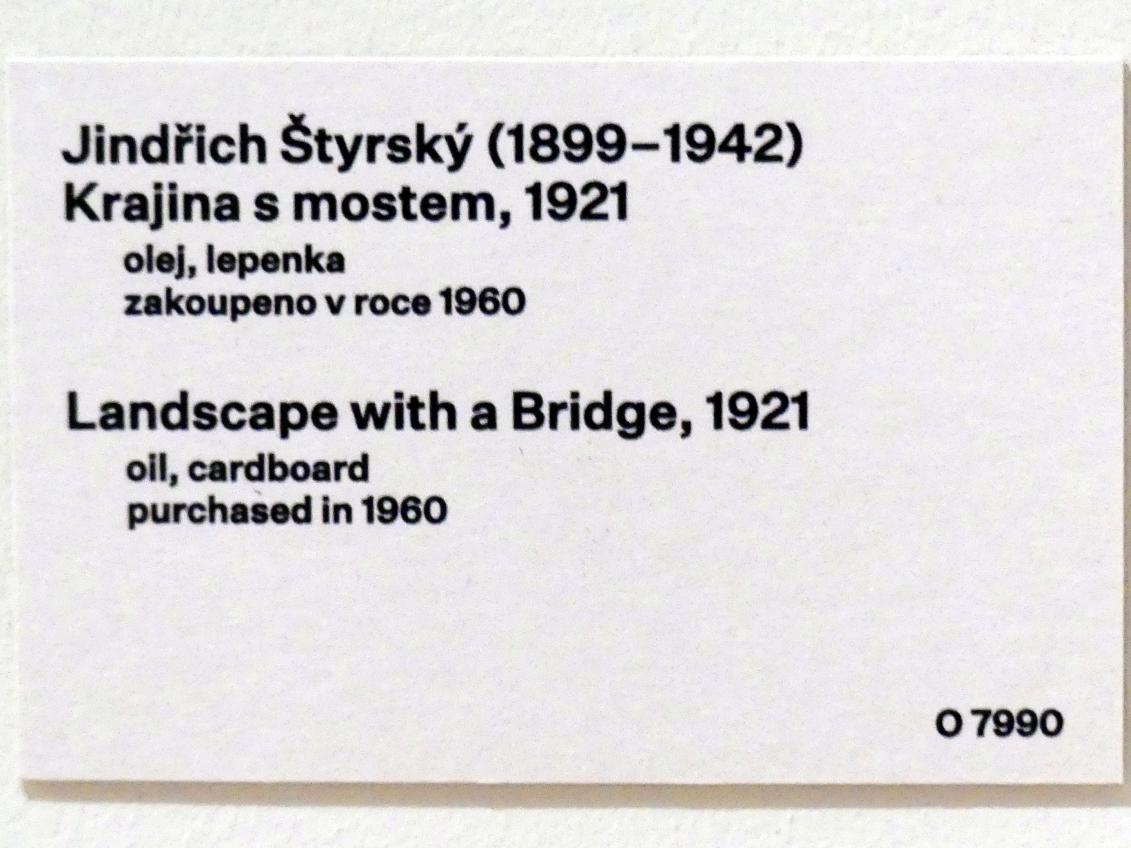 Jindřich Štyrský (1899–1942)
Krajina s mostem, 1921
olej, lepenka
zakoupeno v roce 1960
Landscape with a Bridge, 1921
oil, cardboard
purchased in 1960
O 7990